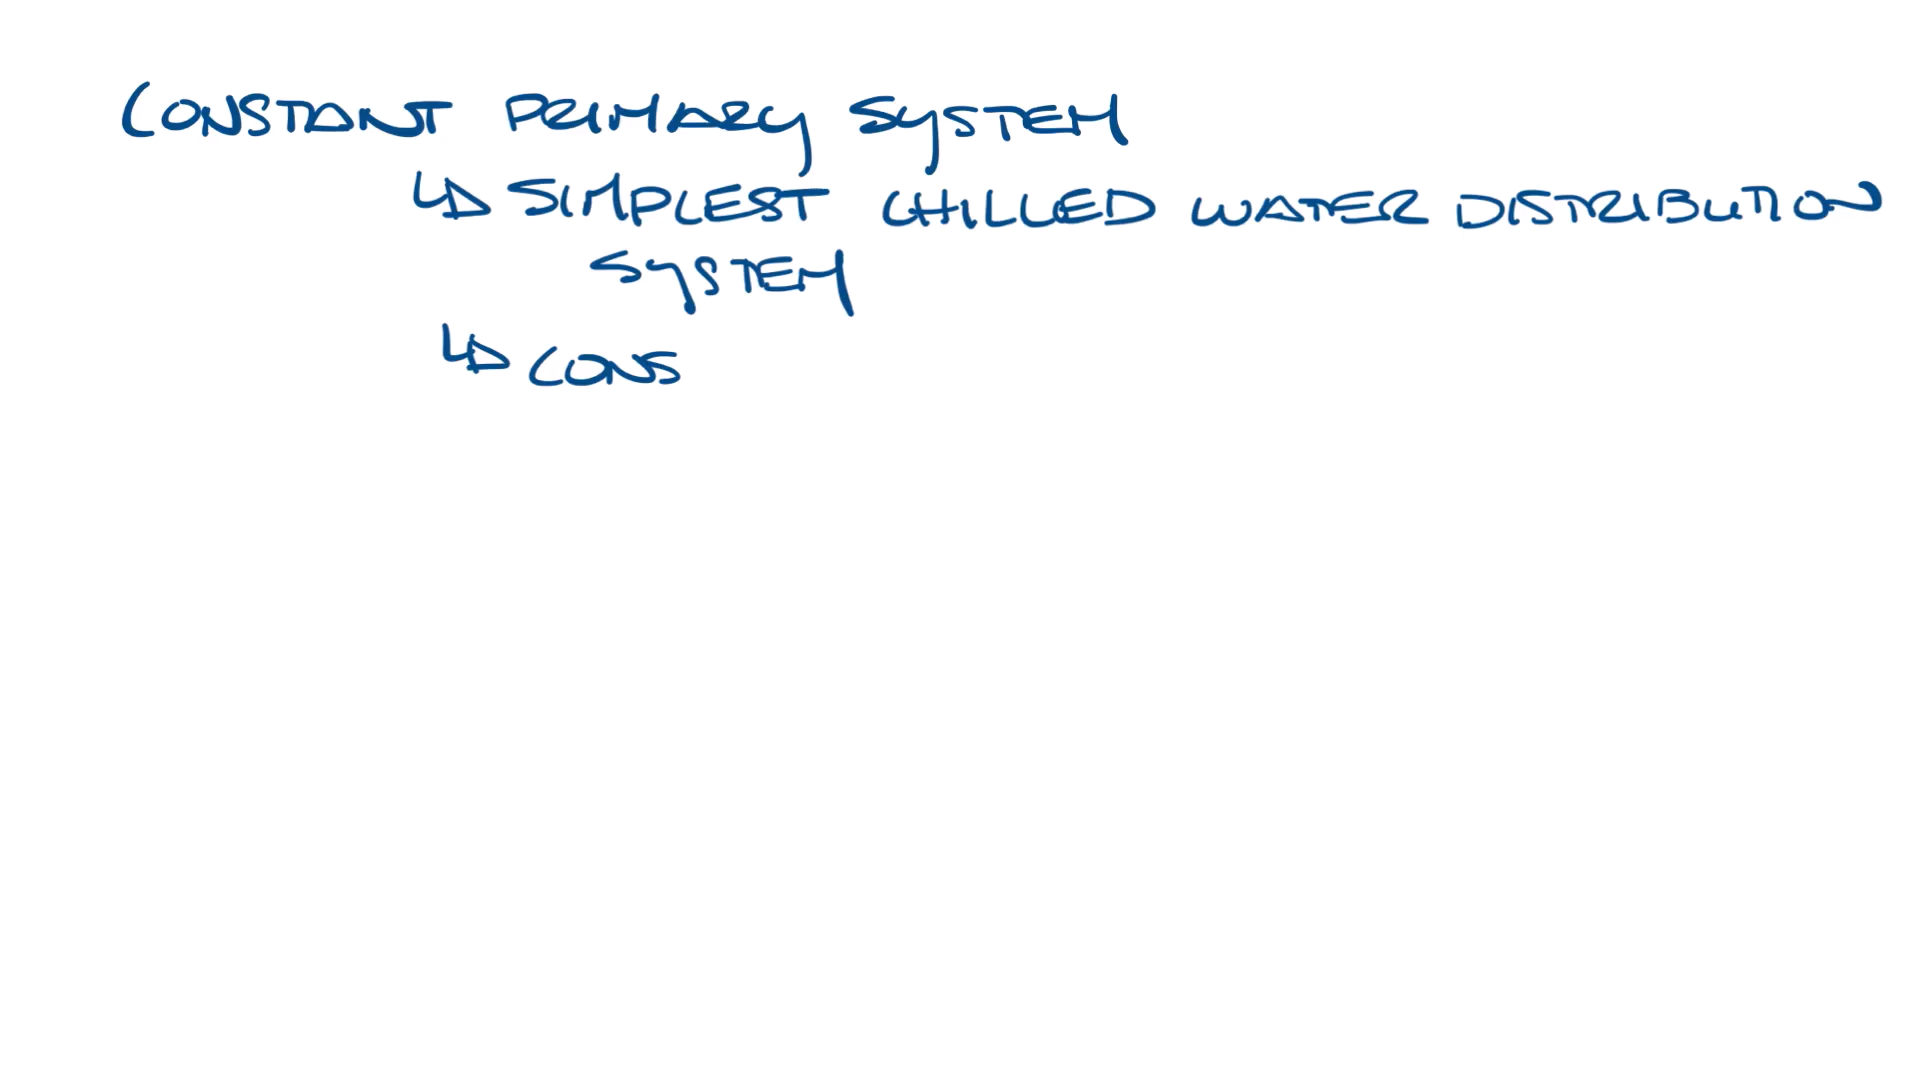 CONSTANT PRIMARY SYSTEM
↳ SIMPLEST CHILLED WATER DISTRIBUTION
SYSTEM
↳ CONS